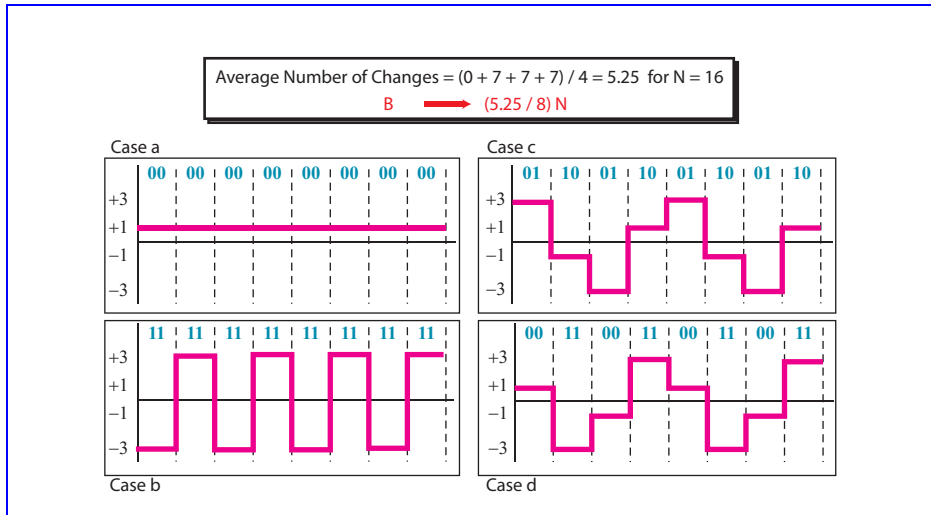 Average Number of Changes = (0 + 7 + 7 + 7) / 4 = 5.25 for N = 16
B (5.25 / 8) N
Case a
00 00 00 00 00 00 00 00
+3
+1
−1
−3
11 11 11 11 11 11 11 11
+3
+1
−1
−3
Case b
Case c
01 10 01 10 01 10 01 10
+3
+1
−1
−3
00 11 00 11 00 11 00 11
+3
+1
−1
−3
Case d